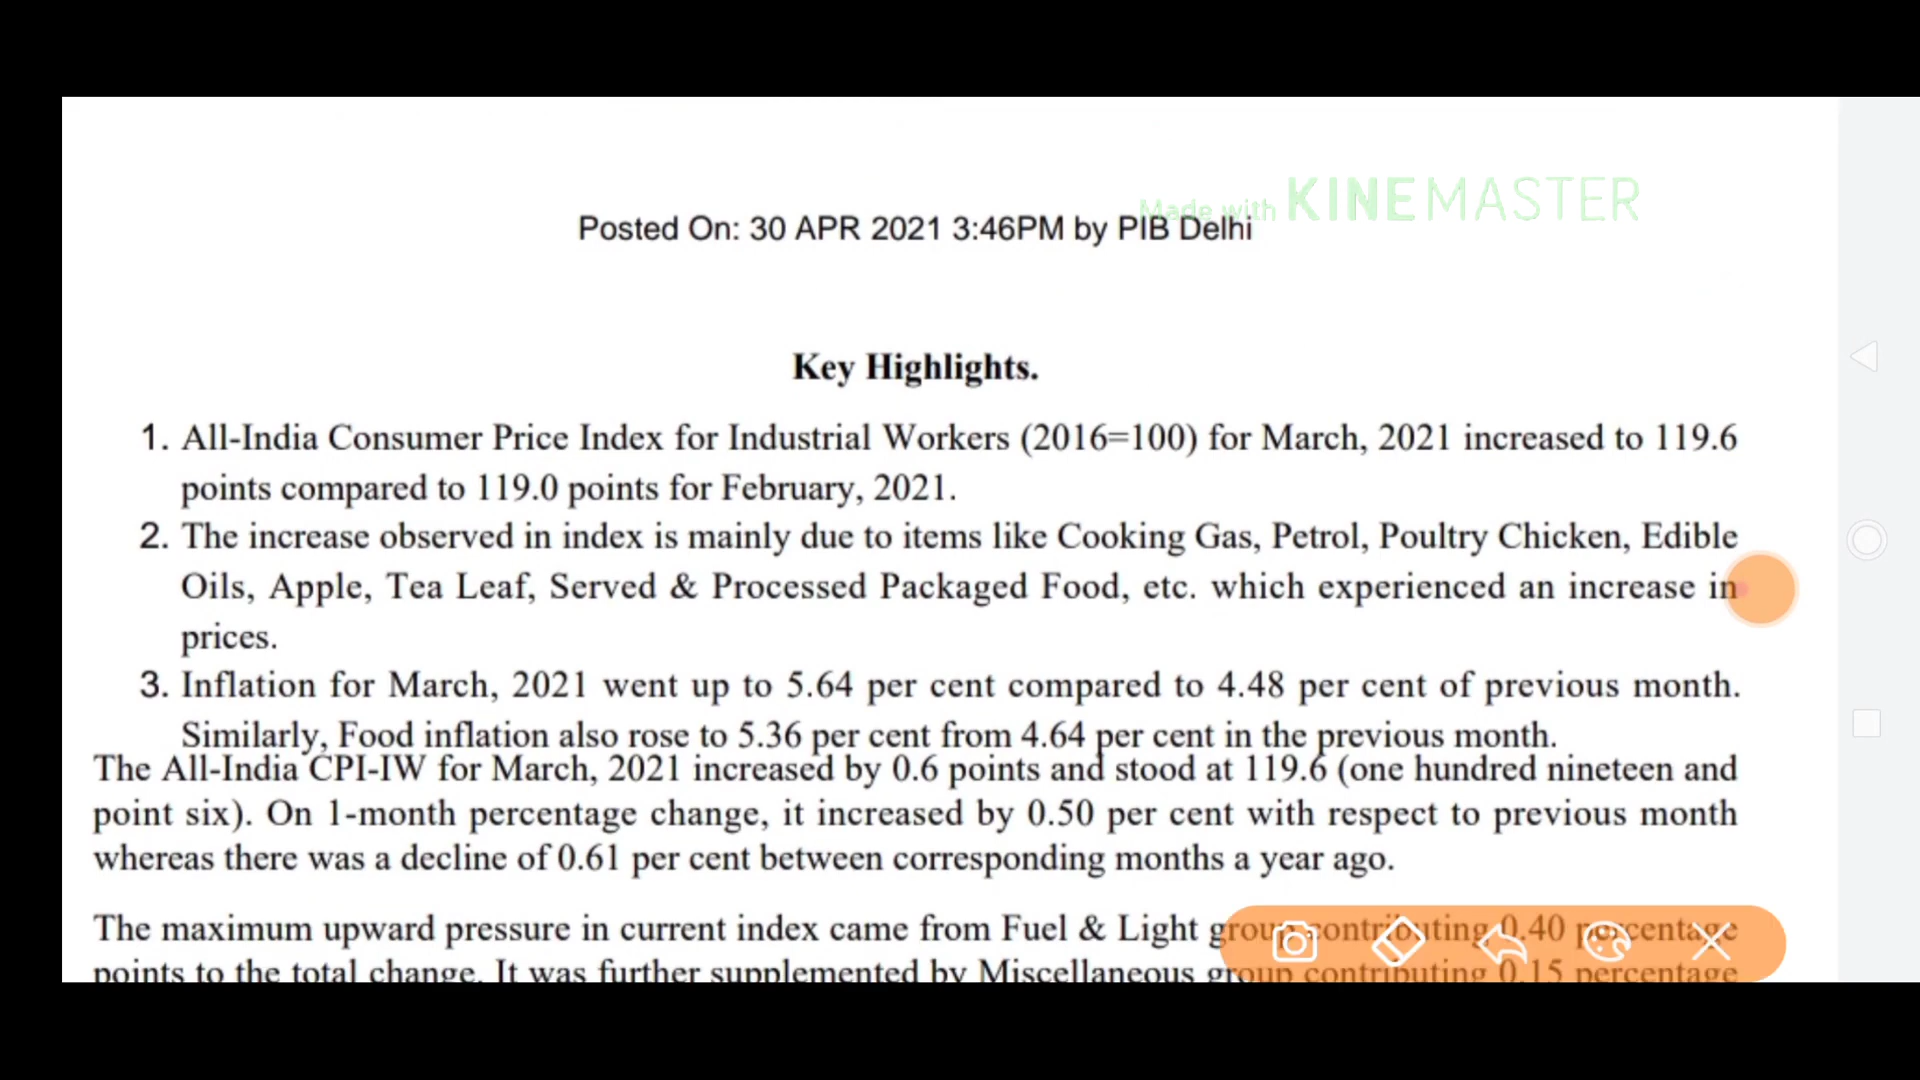 Made with KINEMASTER
Posted On: 30 APR 2021 3:46PM by PIB Delhi
Key Highlights.
1. All-India Consumer Price Index for Industrial Workers (2016=100) for March, 2021 increased to 119.6
points compared to 119.0 points for February, 2021.
2. The increase observed in index is mainly due to items like Cooking Gas, Petrol, Poultry Chicken, Edible
Oils, Apple, Tea Leaf, Served & Processed Packaged Food, etc. which experienced an increase in
prices.
3. Inflation for March, 2021 went up to 5.64 per cent compared to 4.48 per cent of previous month.
Similarly, Food inflation also rose to 5.36 per cent from 4.64 per cent in the previous month.
The All-India CPI-IW for March, 2021 increased by 0.6 points and stood at 119.6 (one hundred nineteen and
point six). On 1-month percentage change, it increased by 0.50 per cent with respect to previous month
whereas there was a decline of 0.61 per cent between corresponding months a year ago.
The maximum upward pressure in current index came from Fuel & Light group contributing 0.40 percentage
points to the total change. It was further supplemented by Miscellaneous group contributing 0.15 percentage